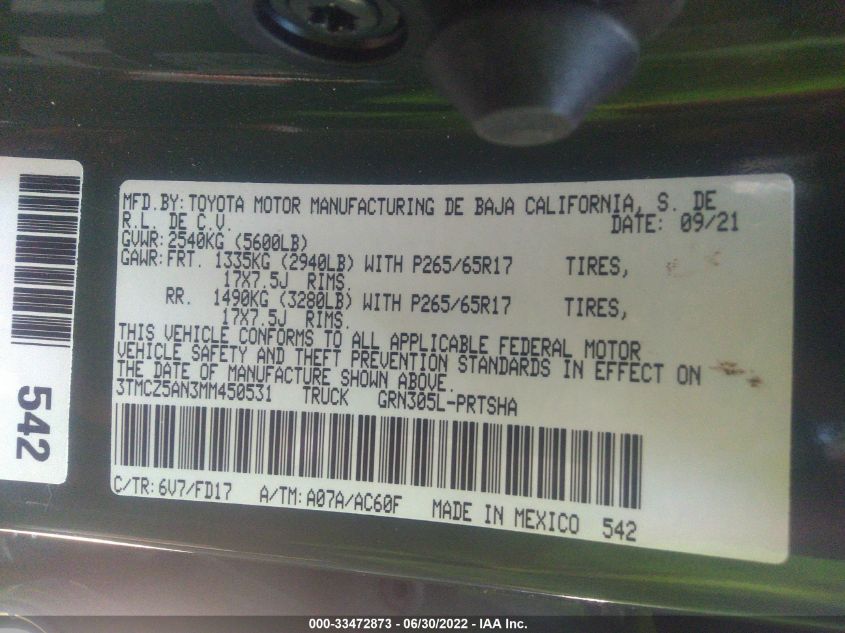 MFD.BY: TOYOTA MOTOR MANUFACTURING DE BAJA CALIFORNIA, S. DE
R.L. DE C.V. DATE: 09/21
GVWR: 2540KG (5600LB)
GAWR: FRT. 1335KG (2940LB) WITH P265/65R17 TIRES,
17X7.5J RIMS.
RR. 1490KG (3280LB) WITH P265/65R17 TIRES,
17X7.5J RIMS.
THIS VEHICLE CONFORMS TO ALL APPLICABLE FEDERAL MOTOR
VEHICLE SAFETY AND THEFT PREVENTION STANDARDS IN EFFECT ON
THE DATE OF MANUFACTURE SHOWN ABOVE.
3TMCZ5AN3MM450531 TRUCK GRN305L-PRTSHA
C/TR: 6V7/FD17 A/TM: A07A/AC60F MADE IN MEXICO 542
542
000-33472873 - 06/30/2022 - IAA Inc.